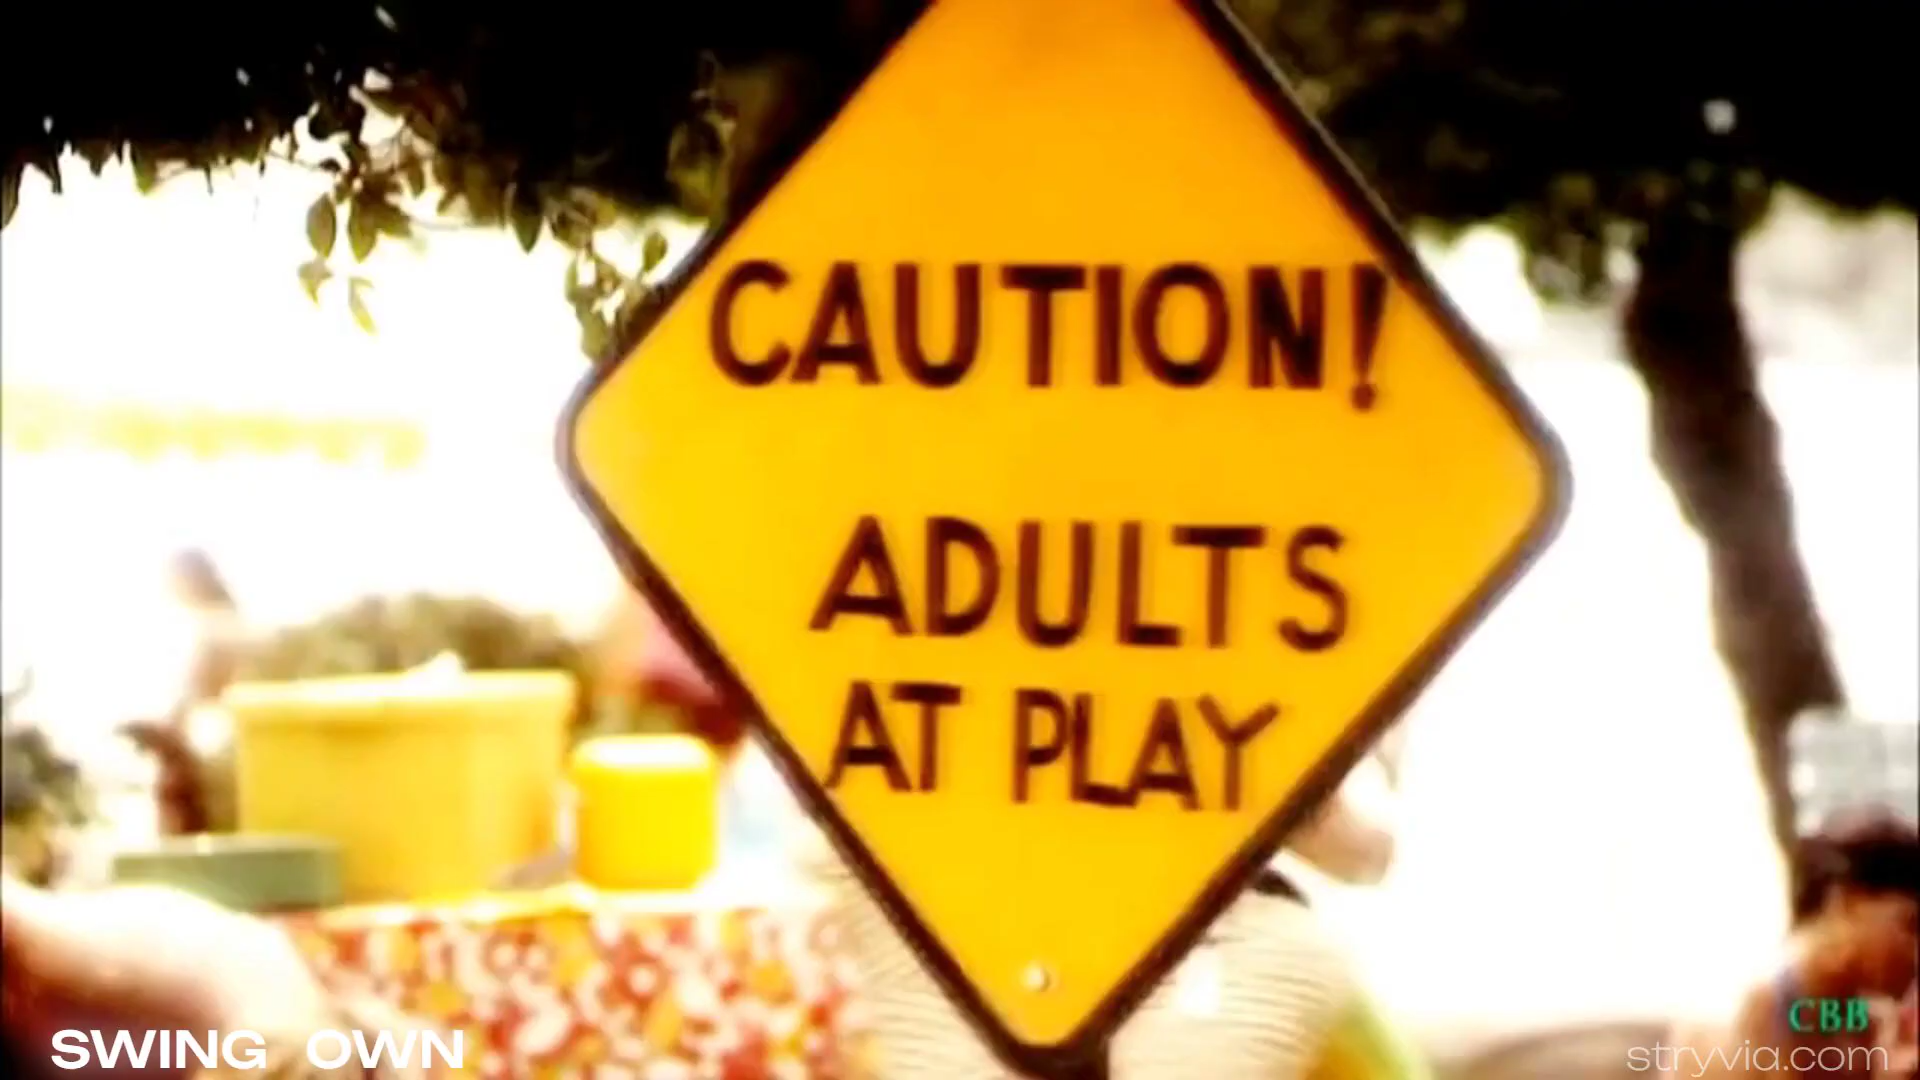 CAUTION!
ADULTS
AT PLAY
CBB
SWING OWN
stryvia.com